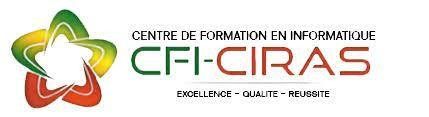 CENTRE DE FORMATION EN INFORMATIQUE
CFI-CIRAS
EXCELLENCE - QUALITE - REUSSITE